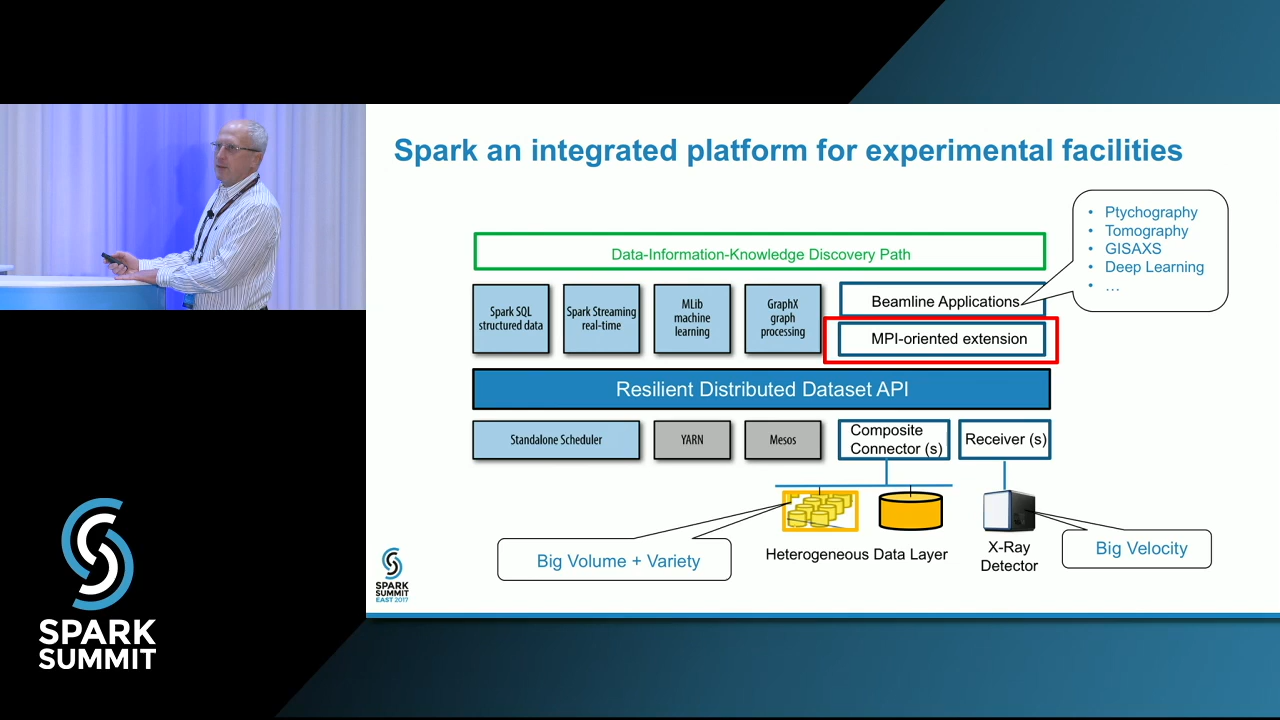 Spark an integrated platform for experimental facilities
• Ptychography
• Tomography
• GISAXS
• Deep Learning
• ...
Data-Information-Knowledge Discovery Path
Spark SQL
structured data
Spark Streaming
real-time
MLib
machine
learning
GraphX
graph
processing
Beamline Applications
MPI-oriented extension
Resilient Distributed Dataset API
Standalone Scheduler
YARN
Mesos
Composite
Connector (s)
Receiver (s)
Big Volume + Variety
Heterogeneous Data Layer
X-Ray
Detector
Big Velocity
SPARK
SUMMIT
EAST 2017
SPARK
SUMMIT